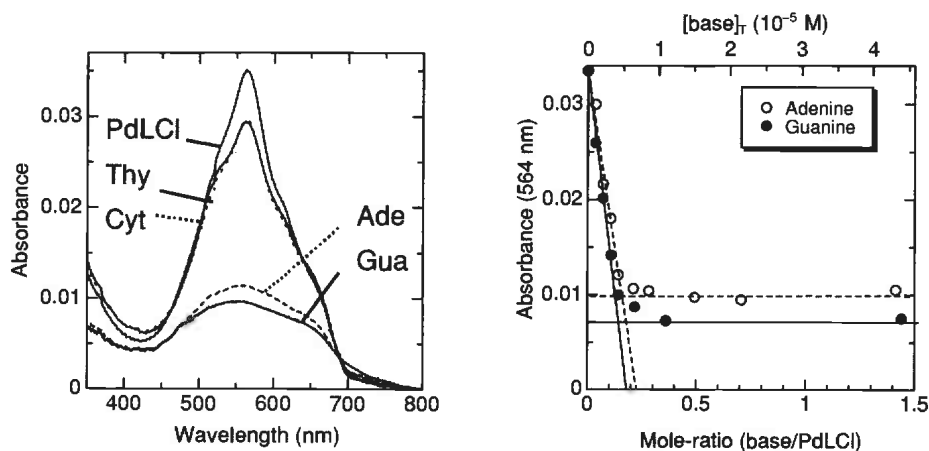 0.03
0.02
0.01
0
Absorbance
PdLCl
Thy
Cyt
Ade
Gua
400 500 600 700 800
Wavelength (nm)
[base]T (10⁻⁵ M)
0 1 2 3 4
Adenine
Guanine
0.03
0.02
0.01
0
Absorbance (564 nm)
0 0.5 1.0 1.5
Mole-ratio (base/PdLCl)